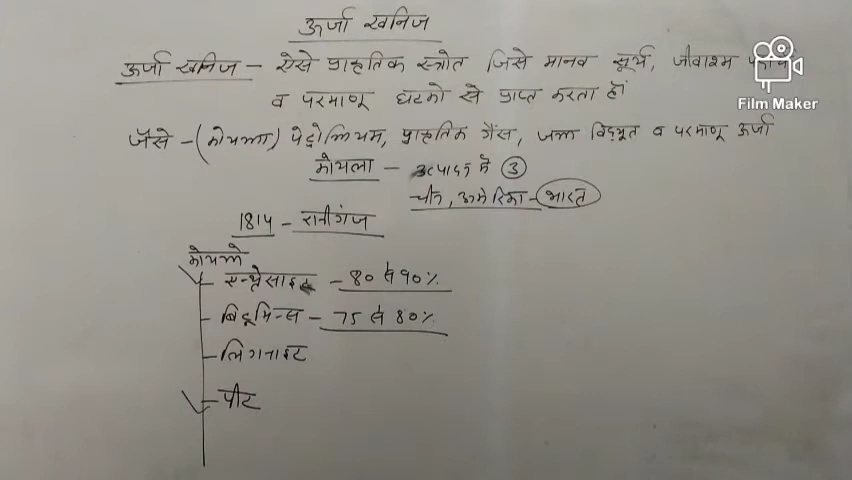 ऊर्जा खनिज
ऊर्जा खनिज - ऐसे प्राकृतिक स्त्रोत जिसे मानव सूर्य, जीवाश्म
व परमाणु घटको से प्राप्त करता है।
जैसे - (कोयला) पेट्रोलियम, प्राकृतिक गैस, जल विद्युत व परमाणु ऊर्जा
कोयला - उत्पादन में ③
चीन, अमेरिका - भारत
1814 - रानीगंज
कोयले
एन्थ्रेसाइट - 80 से 90%
बिटूमिनस - 75 से 80%
लिगनाइट
पीट
Film Maker